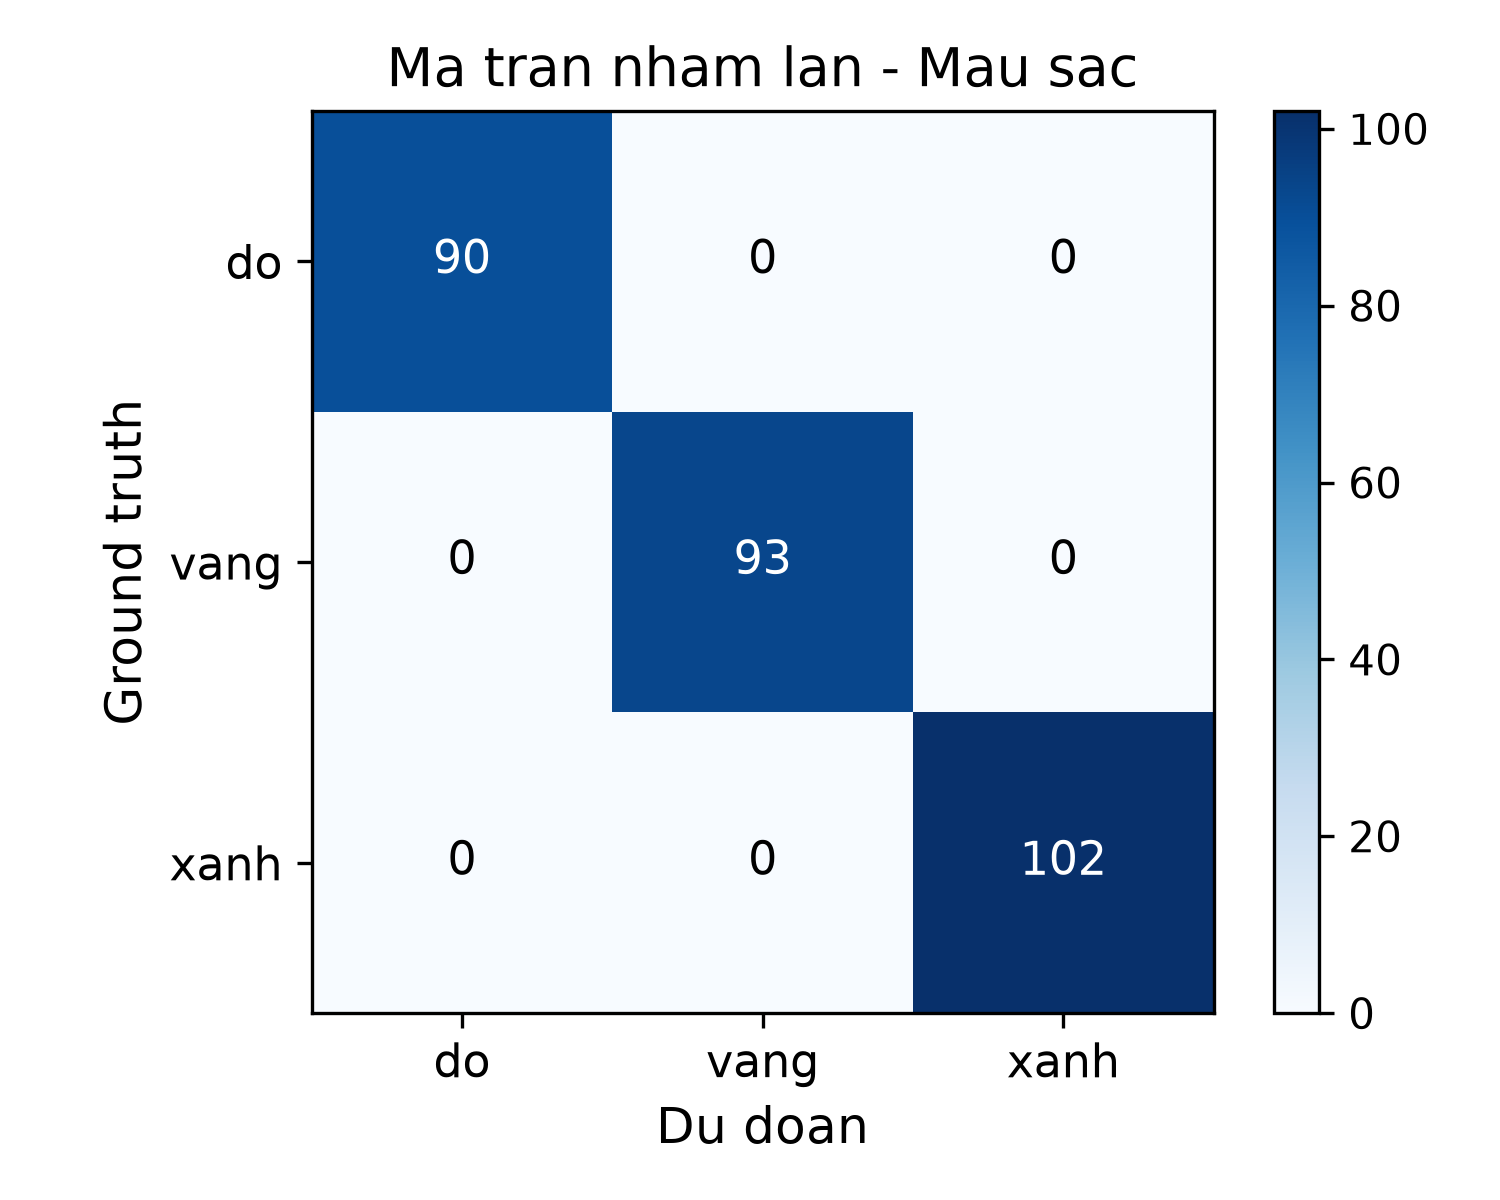 Ma tran nham lan - Mau sac
100
80
60
40
20
0
Ground truth
do
vang
xanh
90 0 0
0 93 0
0 0 102
do vang xanh
Du doan